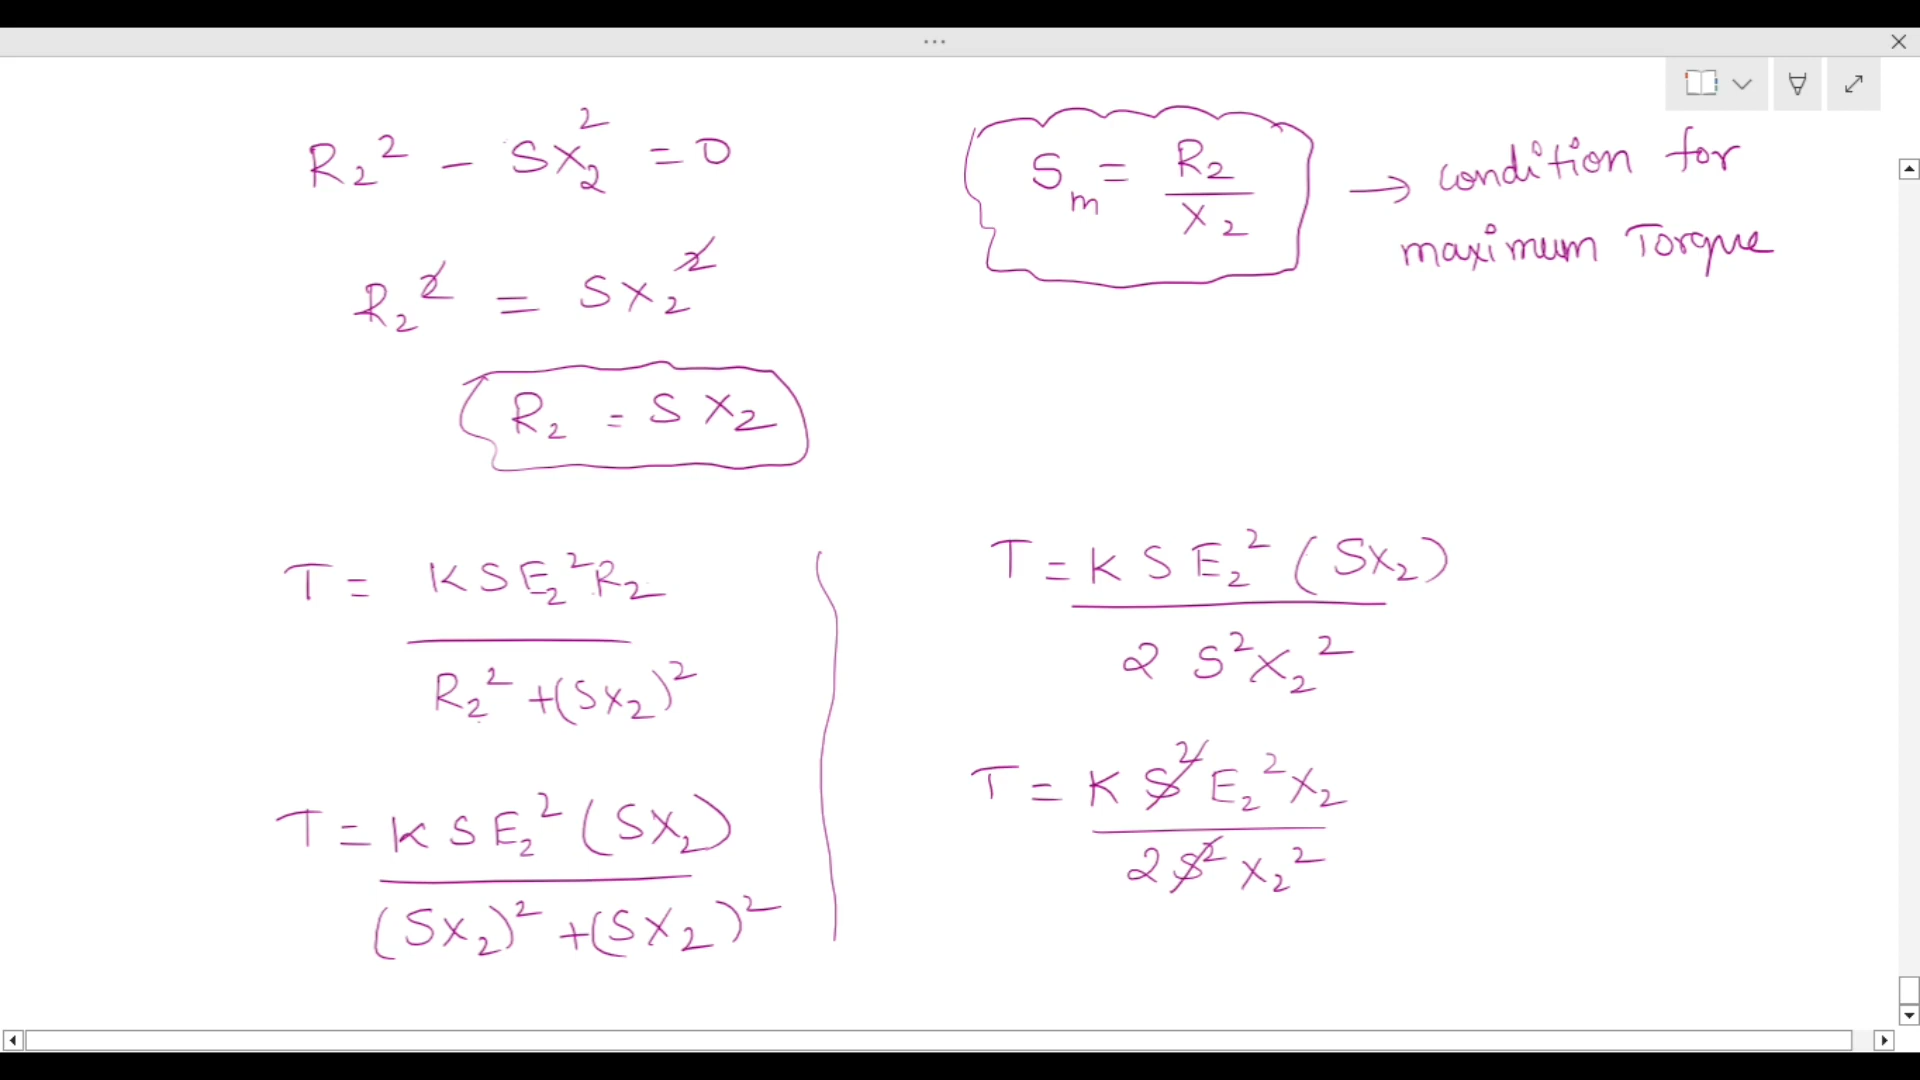 R₂² - SX₂² = 0
R₂² = SX₂²
R₂ = SX₂
Sm = R₂ / X₂ → condition for
maximum Torque
T = K S E₂² R₂
R₂² + (SX₂)²
T = K S E₂² (SX₂)
(SX₂)² + (SX₂)²
T = K S E₂² (SX₂)
2 S² X₂²
T = K S² E₂² X₂
2 S² X₂²